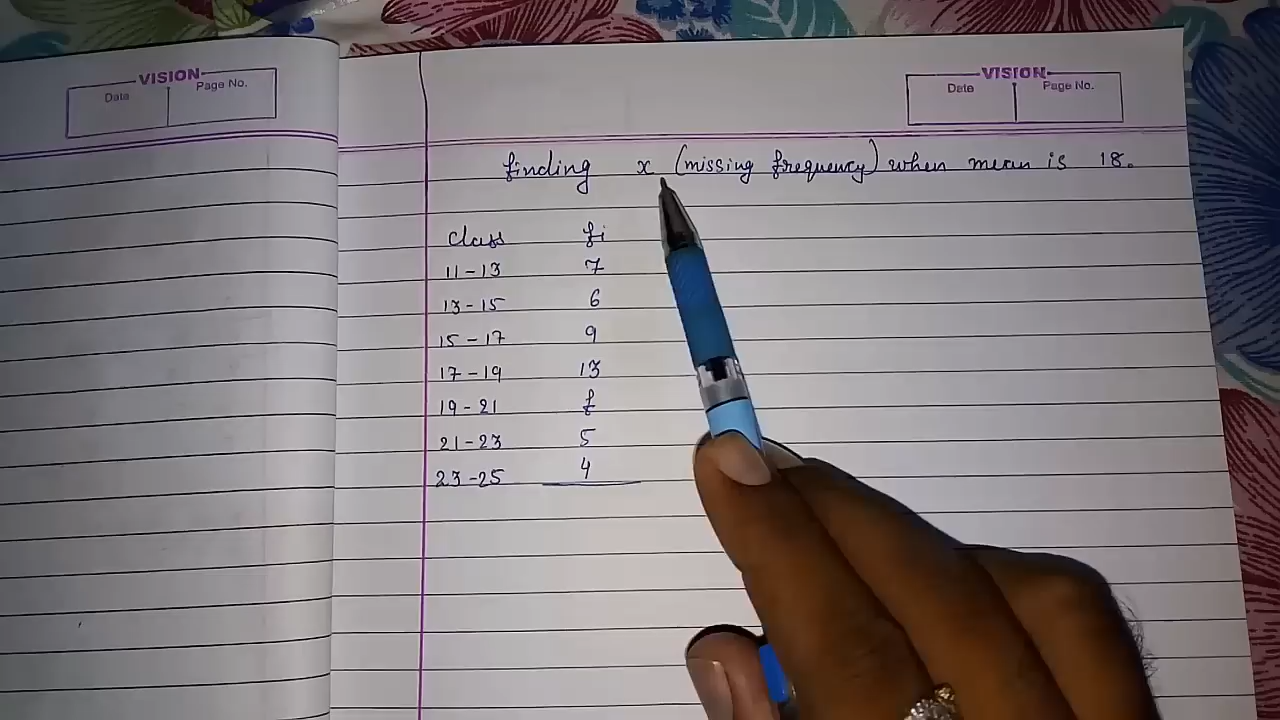 VISION
Date Page No.
VISION
Date Page No.
finding x (missing frequency) when mean is 18.
class fi
11-13 7
13-15 6
15-17 9
17-19 13
19-21 f
21-23 5
23-25 4